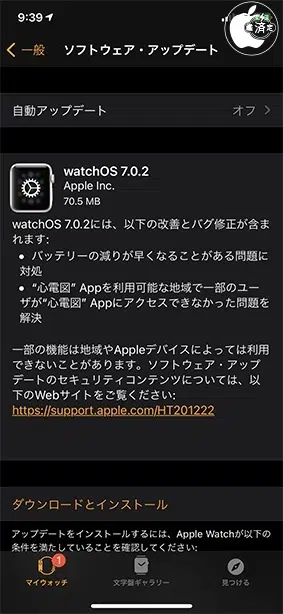 9:39
済
一般
ソフトウェア・アップデート
自動アップデート
オフ
watchOS 7.0.2
Apple Inc.
70.5 MB
watchOS 7.0.2には、以下の改善とバグ修正が含ま
れます:
• バッテリーの減りが早くなることがある問題に
対処
• “心電図” Appを利用可能な地域で一部のユー
ザが“心電図” Appにアクセスできなかった問題を
解決
一部の機能は地域やAppleデバイスによっては利用
できないことがあります。ソフトウェア・アップ
デートのセキュリティコンテンツについては、以
下のWebサイトをご覧ください:
https://support.apple.com/HT201222
ダウンロードとインストール
アップデートをインストールするには、Apple Watchが以下の
条件を満たしていることを確認してください:
1
マイウォッチ
文字盤ギャラリー
見つける